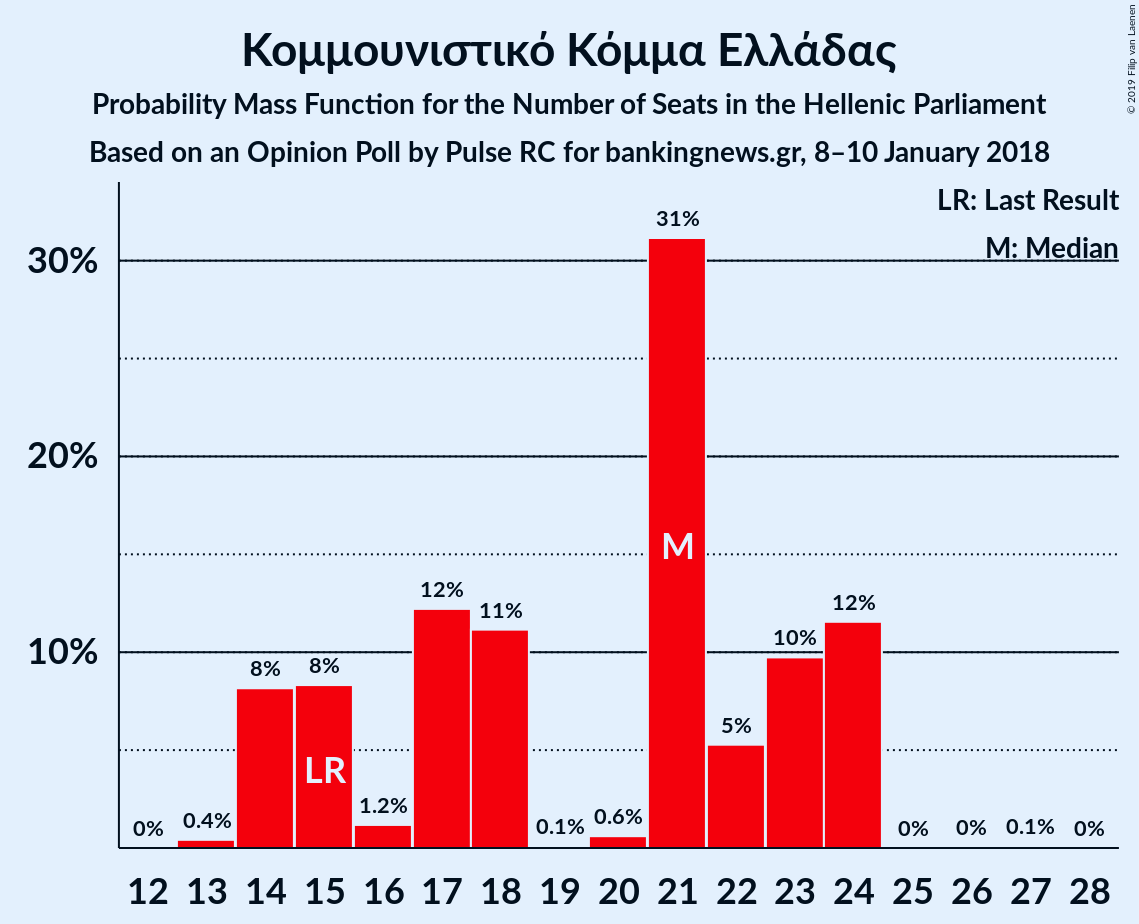 Κομμουνιστικό Κόμμα Ελλάδας
Probability Mass Function for the Number of Seats in the Hellenic Parliament
Based on an Opinion Poll by Pulse RC for bankingnews.gr, 8–10 January 2018
© 2019 Filip van Laenen
LR: Last Result
M: Median
30%
20%
10%
0%
0.4%
8%
8%
1.2%
12%
11%
0.1%
0.6%
31%
5%
10%
12%
0%
0%
0.1%
0%
LR
M
12 13 14 15 16 17 18 19 20 21 22 23 24 25 26 27 28